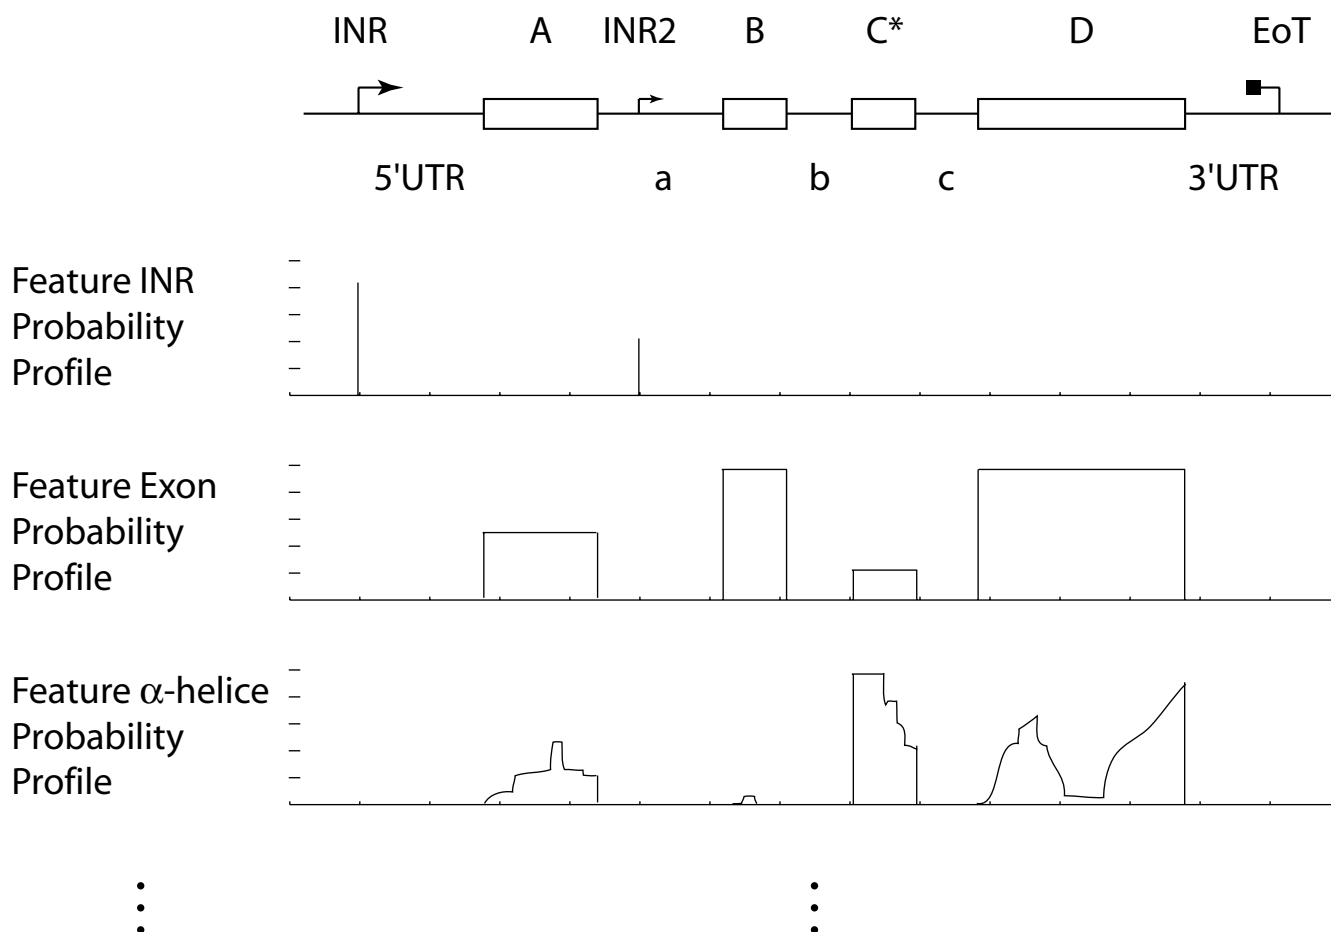 INR A INR2 B C* D EoT
5'UTR a b c 3'UTR
Feature INR
Probability
Profile
Feature Exon
Probability
Profile
Feature α-helice
Probability
Profile